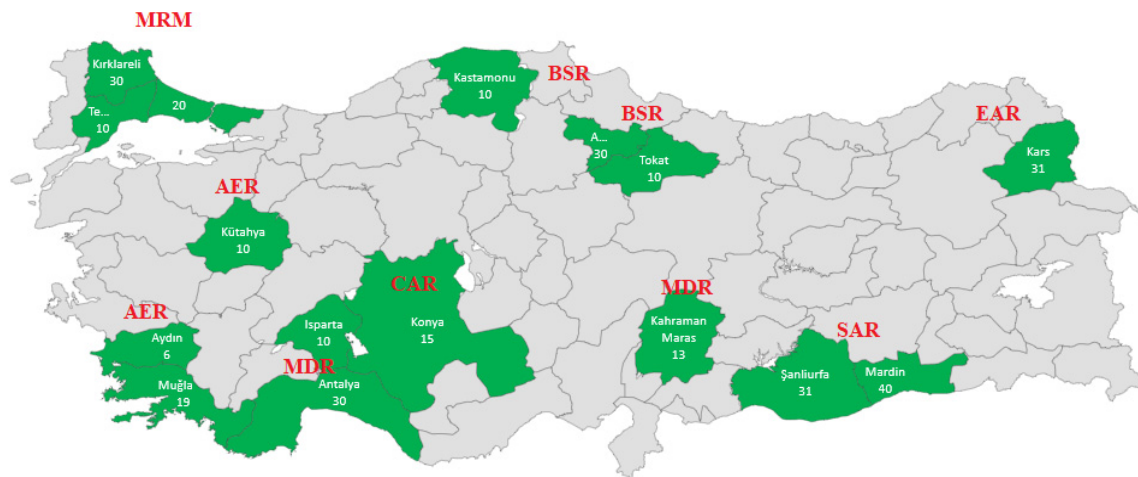 MRM
Kırklareli
30
Te...
10
20
Kastamonu
10
BSR
BSR
A...
30
Tokat
10
EAR
Kars
31
AER
Kütahya
10
AER
Aydın
6
Muğla
19
Isparta
10
MDR
Antalya
30
CAR
Konya
15
MDR
Kahraman
Maras
13
SAR
Şanliurfa
31
Mardin
40